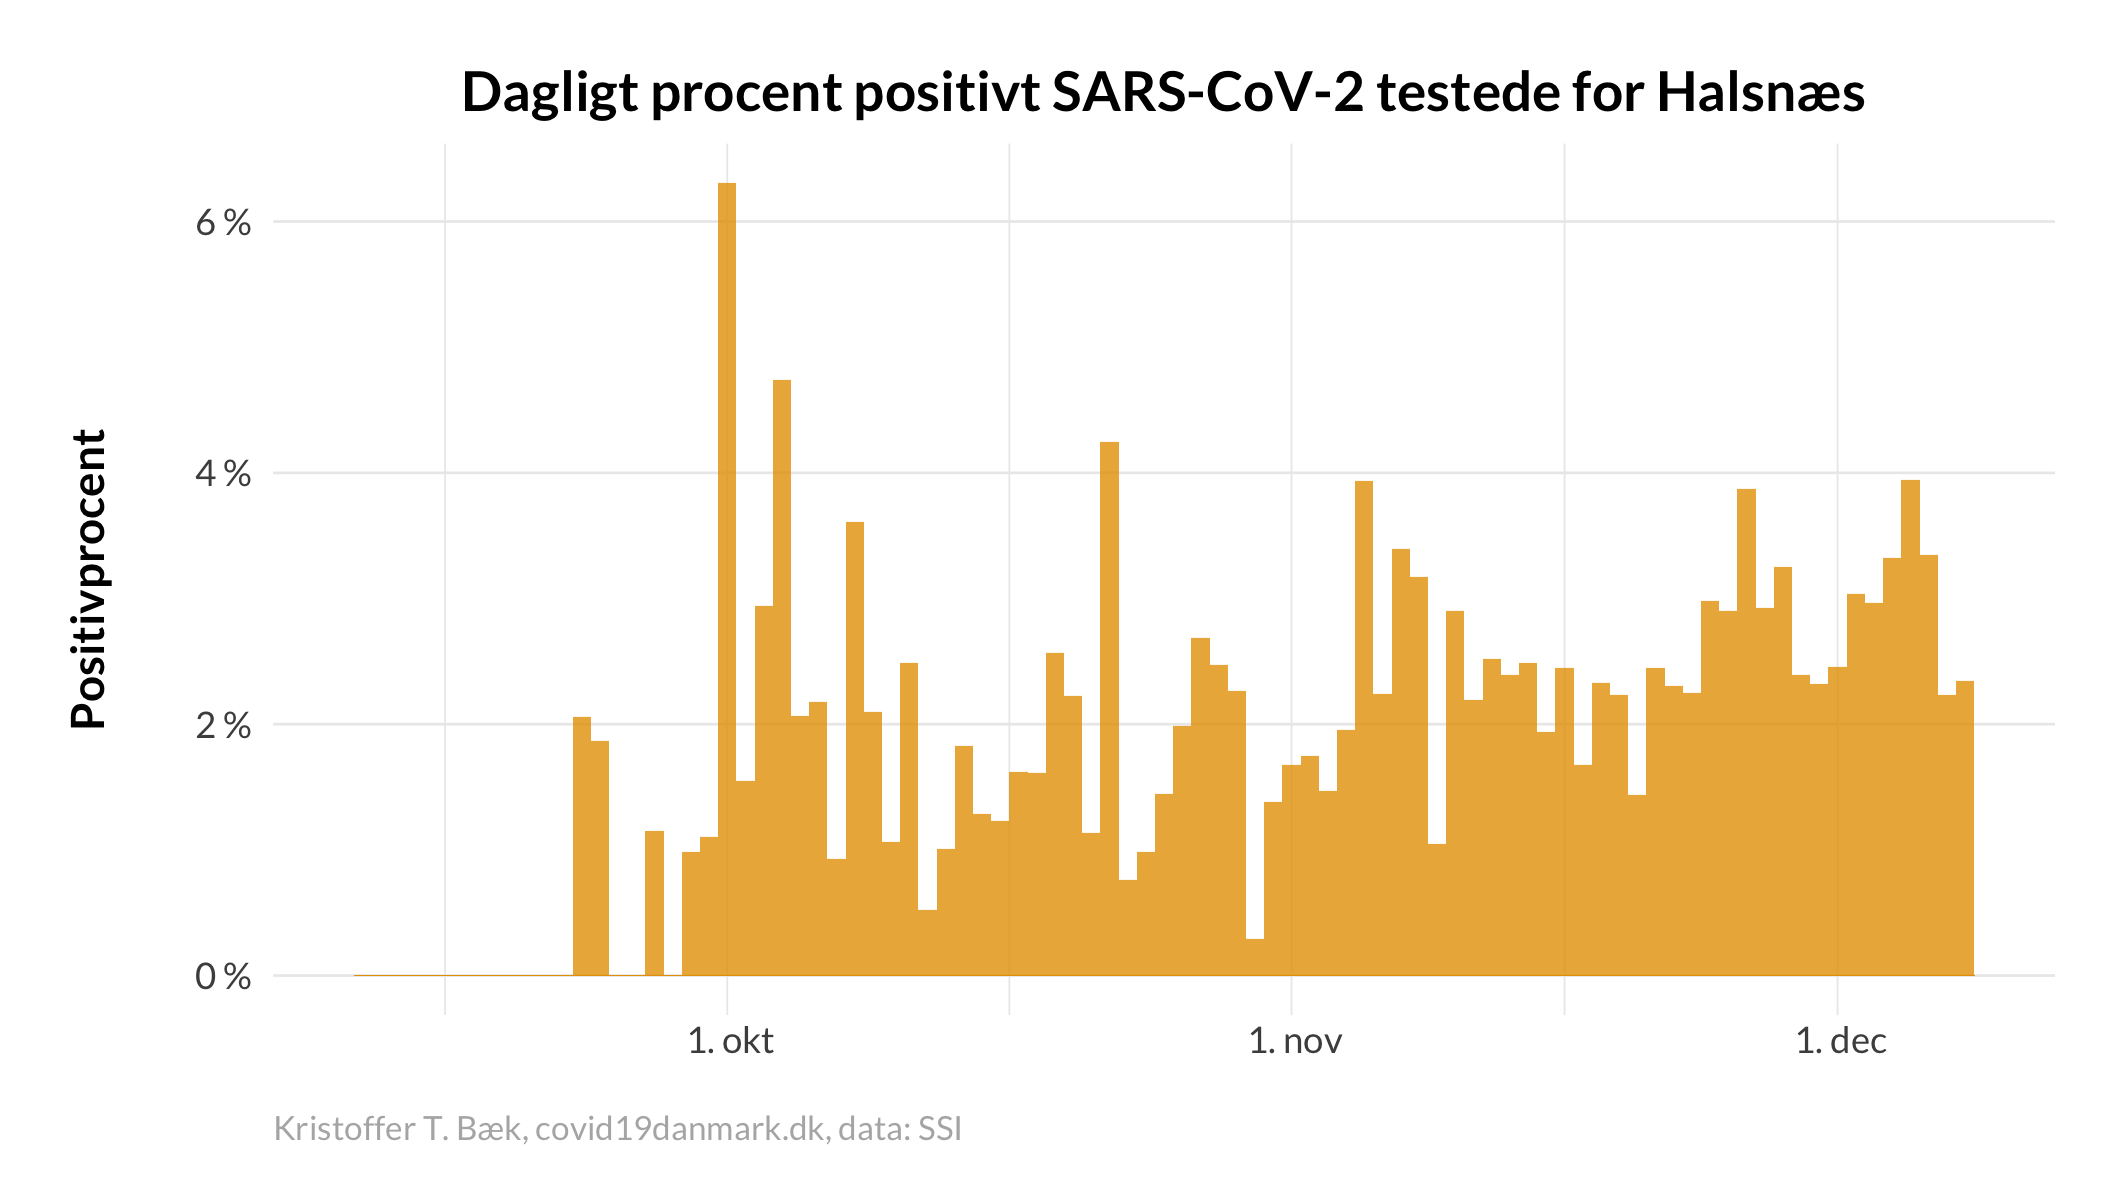 Dagligt procent positivt SARS-CoV-2 testede for Halsnæs
Positivprocent
6 %
4 %
2 %
0 %
1. okt
1. nov
1. dec
Kristoffer T. Bæk, covid19danmark.dk, data: SSI